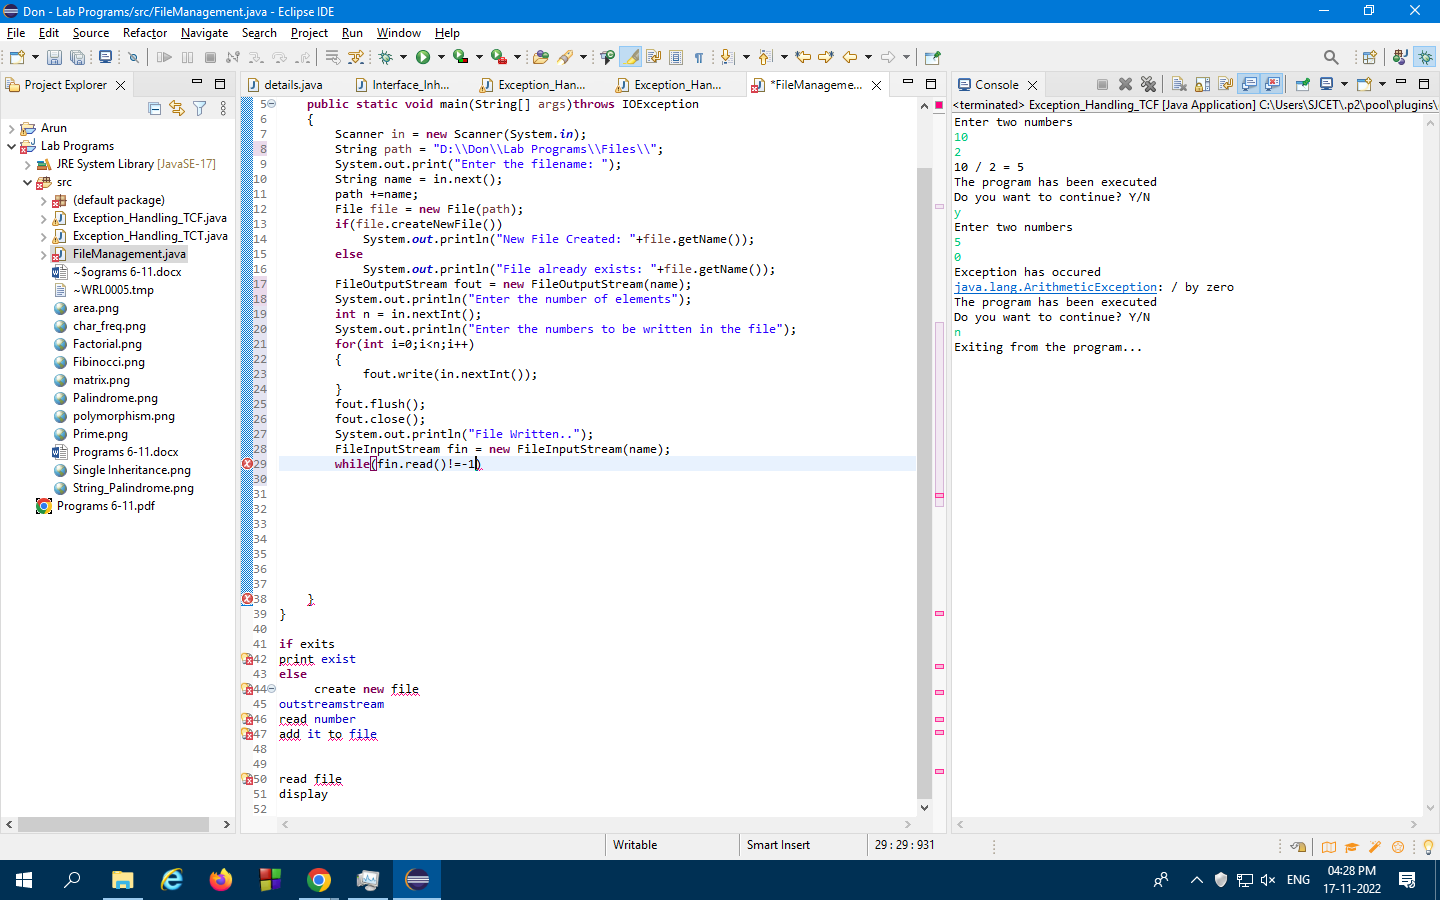 Don - Lab Programs/src/FileManagement.java - Eclipse IDE
File Edit Source Refactor Navigate Search Project Run Window Help
Project Explorer
Arun
Lab Programs
JRE System Library [JavaSE-17]
src
(default package)
Exception_Handling_TCF.java
Exception_Handling_TCT.java
FileManagement.java
~$ograms 6-11.docx
~WRL0005.tmp
area.png
char_freq.png
Factorial.png
Fibinocci.png
matrix.png
Palindrome.png
polymorphism.png
Prime.png
Programs 6-11.docx
Single Inheritance.png
String_Palindrome.png
Programs 6-11.pdf
details.java Interface_Inh... Exception_Han... Exception_Han... *FileManageme...
5 public static void main(String[] args)throws IOException
6 {
7 Scanner in = new Scanner(System.in);
8 String path = "D:\\Don\\Lab Programs\\Files\\";
9 System.out.print("Enter the filename: ");
10 String name = in.next();
11 path +=name;
12 File file = new File(path);
13 if(file.createNewFile())
14 System.out.println("New File Created: "+file.getName());
15 else
16 System.out.println("File already exists: "+file.getName());
17 FileOutputStream fout = new FileOutputStream(name);
18 System.out.println("Enter the number of elements");
19 int n = in.nextInt();
20 System.out.println("Enter the numbers to be written in the file");
21 for(int i=0;i<n;i++)
22 {
23 fout.write(in.nextInt());
24 }
25 fout.flush();
26 fout.close();
27 System.out.println("File Written..");
28 FileInputStream fin = new FileInputStream(name);
29 while(fin.read()!=-1)
30
31
32
33
34
35
36
37
38 }
39 }
40
41 if exits
42 print exist
43 else
44 create new file
45 outstreamstream
46 read number
47 add it to file
48
49
50 read file
51 display
52
Console
<terminated> Exception_Handling_TCF [Java Application] C:\Users\SJCET\.p2\pool\plugins\
Enter two numbers
10
2
10 / 2 = 5
The program has been executed
Do you want to continue? Y/N
y
Enter two numbers
5
0
Exception has occured
java.lang.ArithmeticException: / by zero
The program has been executed
Do you want to continue? Y/N
n
Exiting from the program...
Writable Smart Insert 29 : 29 : 931
ENG
04:28 PM
17-11-2022